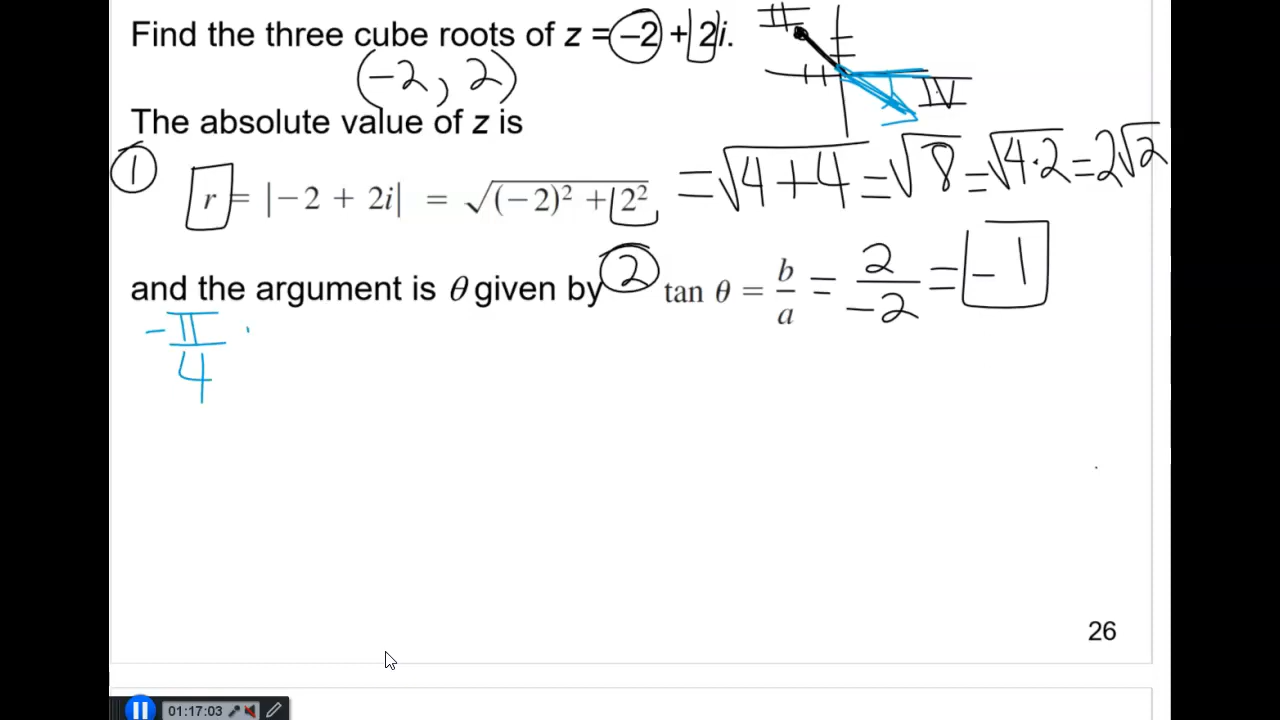 Find the three cube roots of z = –2 + 2i.
II
(–2, 2)
IV
The absolute value of z is
① r = |−2 + 2i| = √(−2)² + 2² = √4+4 = √8 = √4·2 = 2√2
and the argument is θ given by ② tan θ = b/a = 2/−2 = −1
−π/4
26
01:17:03